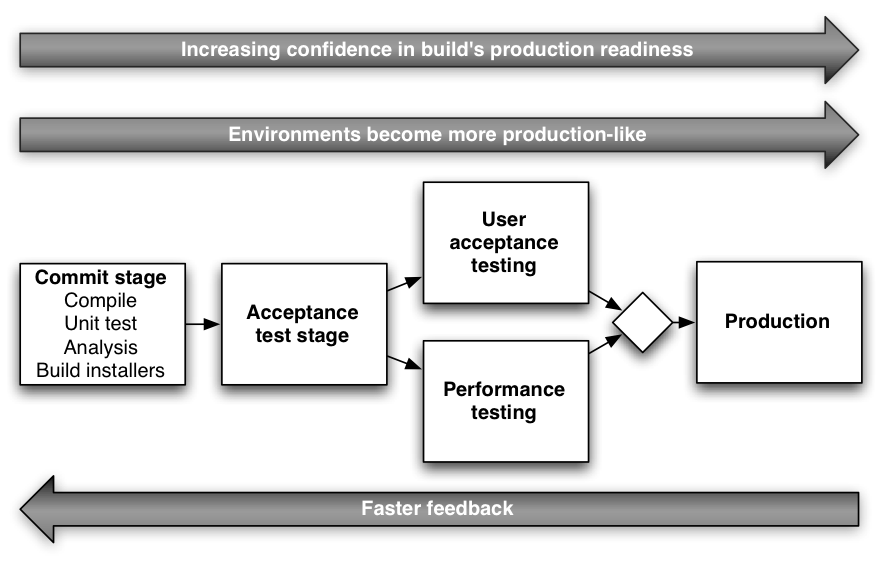 Increasing confidence in build's production readiness
Environments become more production-like
Commit stage
Compile
Unit test
Analysis
Build installers
Acceptance
test stage
User
acceptance
testing
Performance
testing
Production
Faster feedback